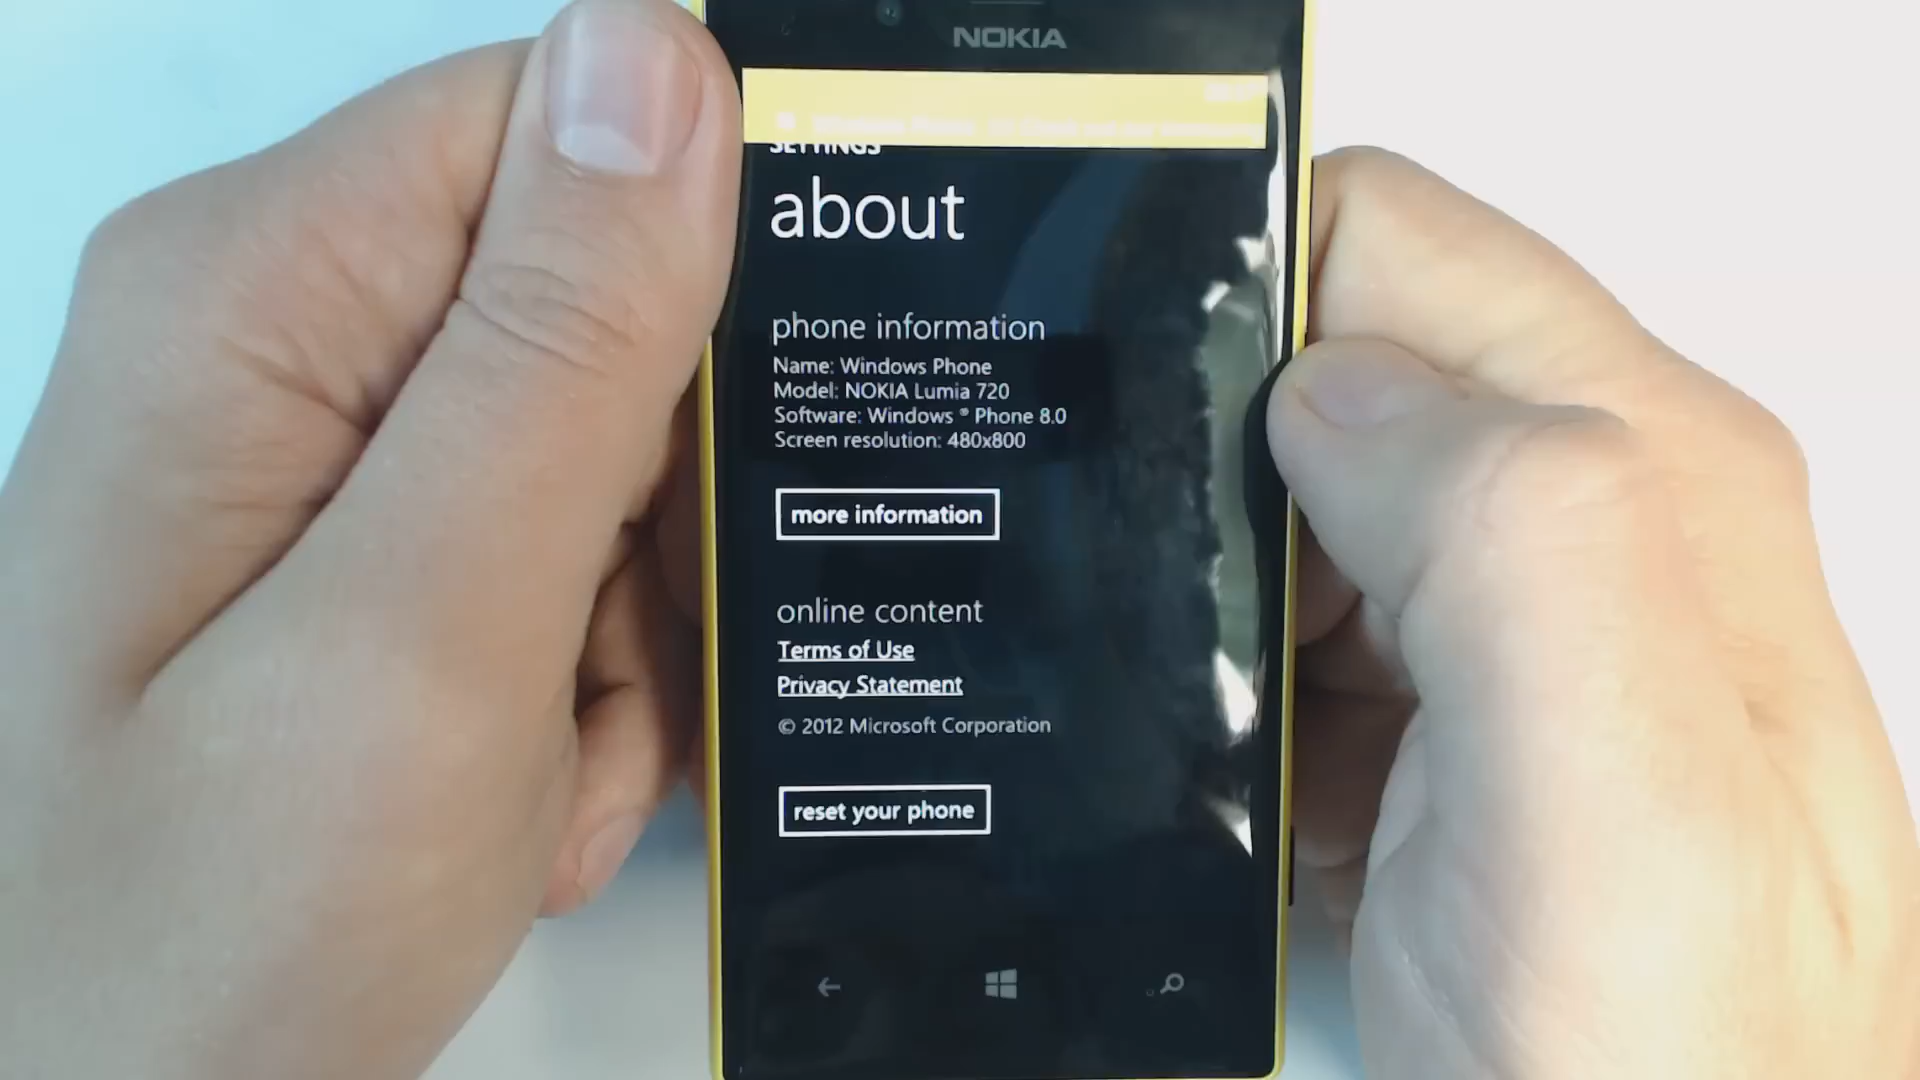 NOKIA
SETTINGS
about
phone information
Name: Windows Phone
Model: NOKIA Lumia 720
Software: Windows ® Phone 8.0
Screen resolution: 480x800
more information
online content
Terms of Use
Privacy Statement
© 2012 Microsoft Corporation
reset your phone